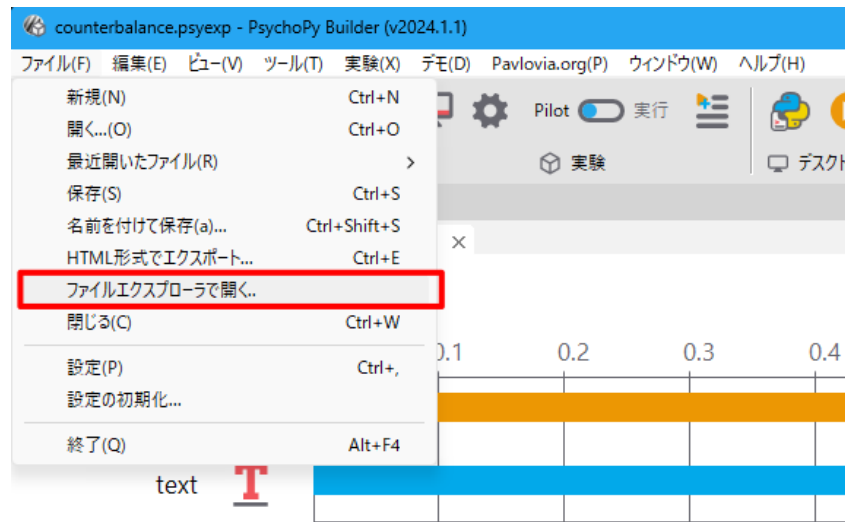 counterbalance.psyexp - PsychoPy Builder (v2024.1.1)
ファイル(F) 編集(E) ビュー(V) ツール(T) 実験(X) デモ(D) Pavlovia.org(P) ウィンドウ(W) ヘルプ(H)
新規(N) Ctrl+N
開く...(O) Ctrl+O
最近開いたファイル(R) >
保存(S) Ctrl+S
名前を付けて保存(a)... Ctrl+Shift+S
HTML形式でエクスポート... Ctrl+E
ファイルエクスプローラで開く..
閉じる(C) Ctrl+W
設定(P) Ctrl+,
設定の初期化...
終了(Q) Alt+F4
Pilot 実行
実験 デスクト
0.1 0.2 0.3 0.4
text T